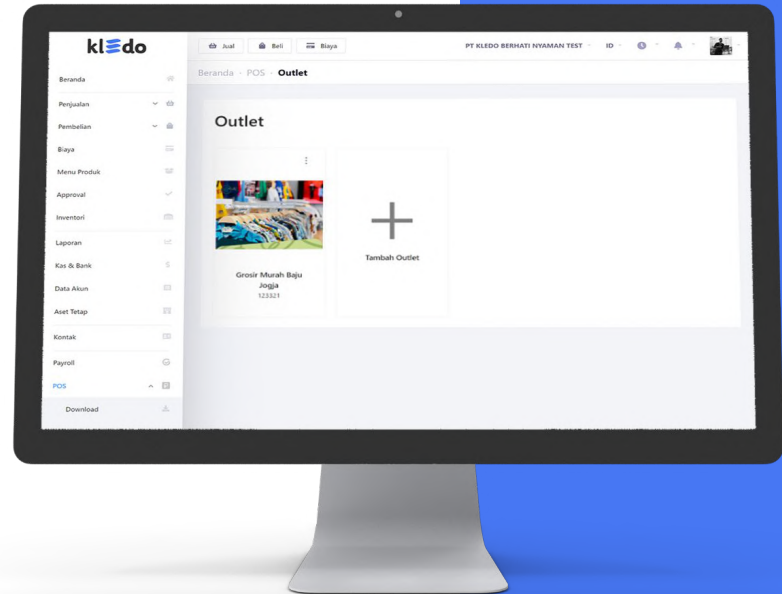 kledo
Jual
Beli
Biaya
PT KLEDO BERHATI NYAMAN TEST
ID
Beranda
Penjualan
Pembelian
Biaya
Menu Produk
Approval
Inventori
Laporan
Kas & Bank
Data Akun
Aset Tetap
Kontak
Payroll
POS
Download
Beranda - POS - Outlet
Outlet
Grosir Murah Baju
Jogja
123321
Tambah Outlet